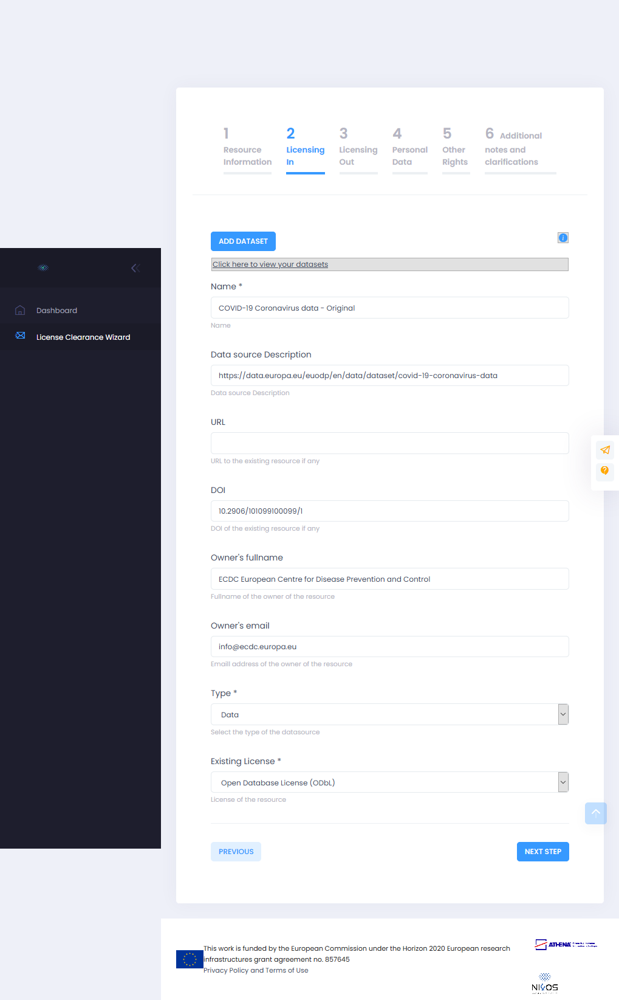 1
Resource
Information
2
Licensing
In
3
Licensing
Out
4
Personal
Data
5
Other
Rights
6 Additional
notes and
clarifications
ADD DATASET
Click here to view your datasets
Name *
COVID-19 Coronavirus data - Original
Name
Data source Description
https://data.europa.eu/euodp/en/data/dataset/covid-19-coronavirus-data
Data source Description
URL
URL to the existing resource if any
DOI
10.2906/101099100099/1
DOI of the existing resource if any
Owner's fullname
ECDC European Centre for Disease Prevention and Control
Fullname of the owner of the resource
Owner's email
info@ecdc.europa.eu
Emaill address of the owner of the resource
Type *
Data
Select the type of the datasource
Existing License *
Open Database License (ODbL)
License of the resource
PREVIOUS
NEXT STEP
Dashboard
License Clearance Wizard
This work is funded by the European Commission under the Horizon 2020 European research
infrastructures grant agreement no. 857645
Privacy Policy and Terms of Use
ATHENA
NI4OS